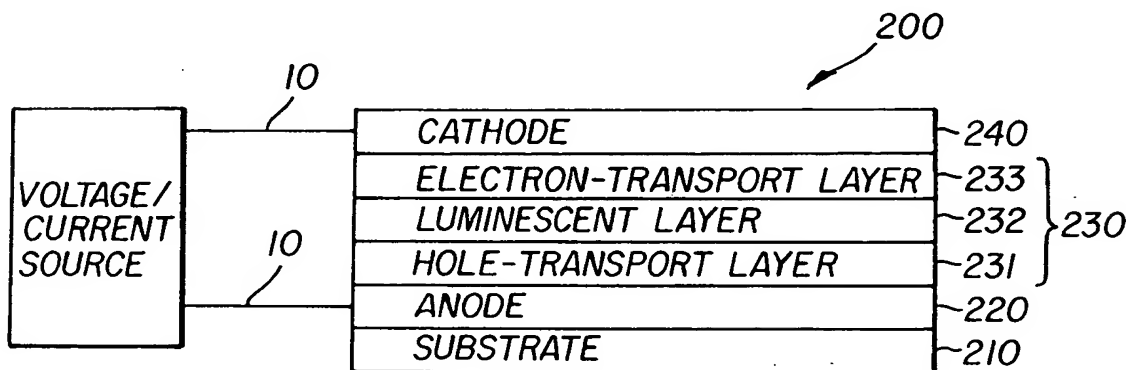 200
10
CATHODE 240
ELECTRON-TRANSPORT LAYER 233
VOLTAGE/
CURRENT
SOURCE
LUMINESCENT LAYER 232
230
10
HOLE-TRANSPORT LAYER 231
ANODE 220
SUBSTRATE 210